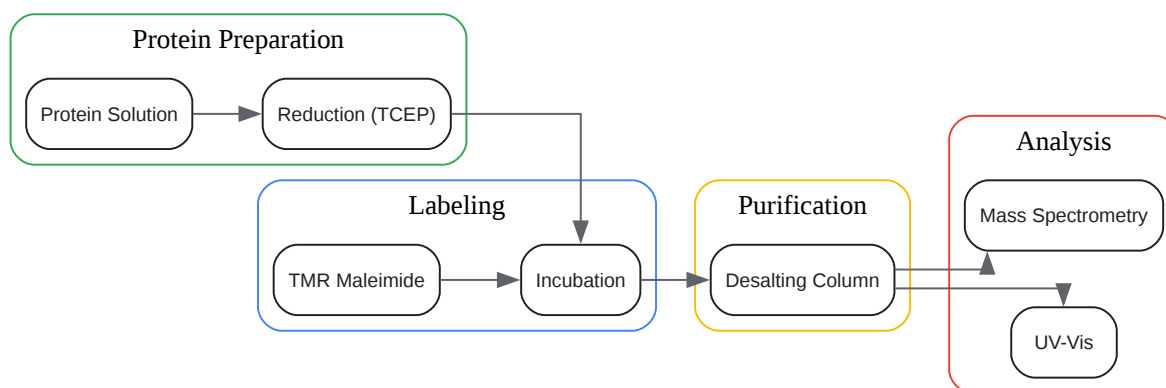 Protein Preparation
Protein Solution
Reduction (TCEP)
Labeling
TMR Maleimide
Incubation
Purification
Desalting Column
Analysis
Mass Spectrometry
UV-Vis